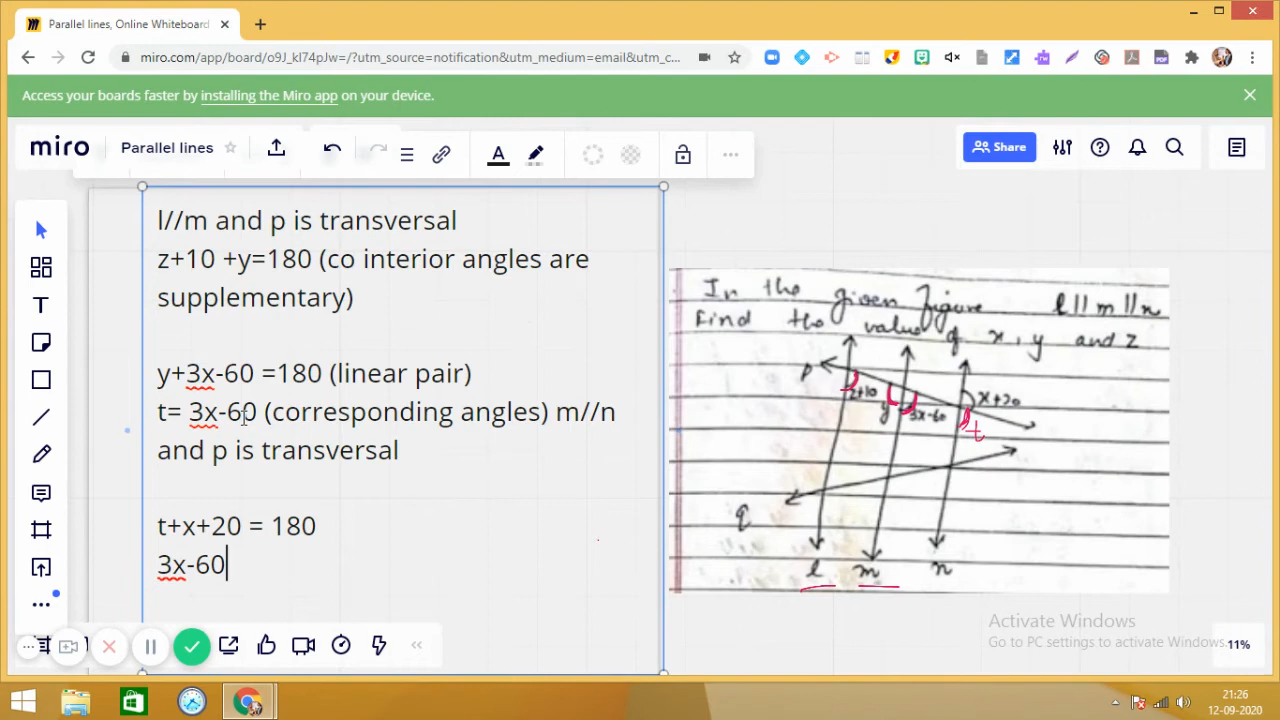 Parallel lines, Online Whiteboard
miro.com/app/board/o9J_kl74pJw=/?utm_source=notification&utm_medium=email&utm_c...
Access your boards faster by installing the Miro app on your device.
miro
Parallel lines
Share
l//m and p is transversal
z+10 +y=180 (co interior angles are
supplementary)
y+3x-60 =180 (linear pair)
t= 3x-60 (corresponding angles) m//n
and p is transversal
t+x+20 = 180
3x-60
In the given figure l || m || n
Find the value of x, y and z
p
z+10
y
3x-60
x+20
t
q
l
m
n
Activate Windows
Go to PC settings to activate Windows.
11%
21:26
12-09-2020